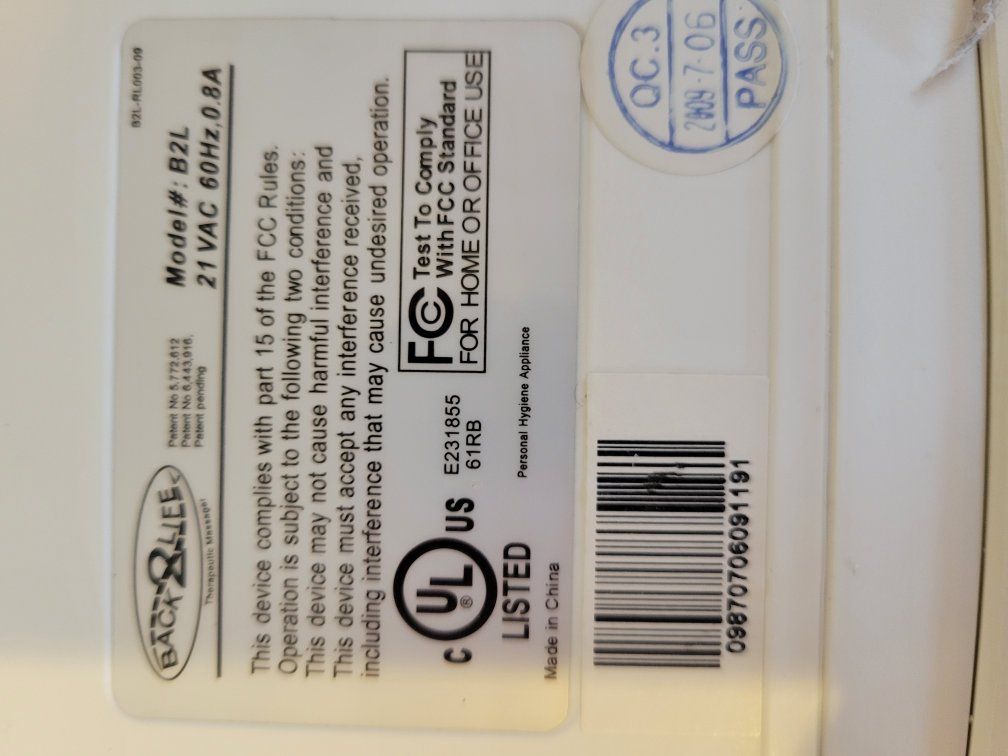 B2L-RL003-09
BACK2LIFE
Therapeutic Massager
Patent No 5,772,612
Patent No 6,443,916,
Patent pending
Model#: B2L
21 VAC 60Hz,0.8A
This device complies with part 15 of the FCC Rules.
Operation is subject to the following two conditions:
This device may not cause harmful interference and
This device must accept any interference received,
including interference that may cause undesired operation.
C UL US
®
LISTED
E231855
61RB
FC Test To Comply
With FCC Standard
FOR HOME OR OFFICE USE
Personal Hygiene Appliance
Made in China
0987070609​1191
QC.3
2009-7-06
PASS